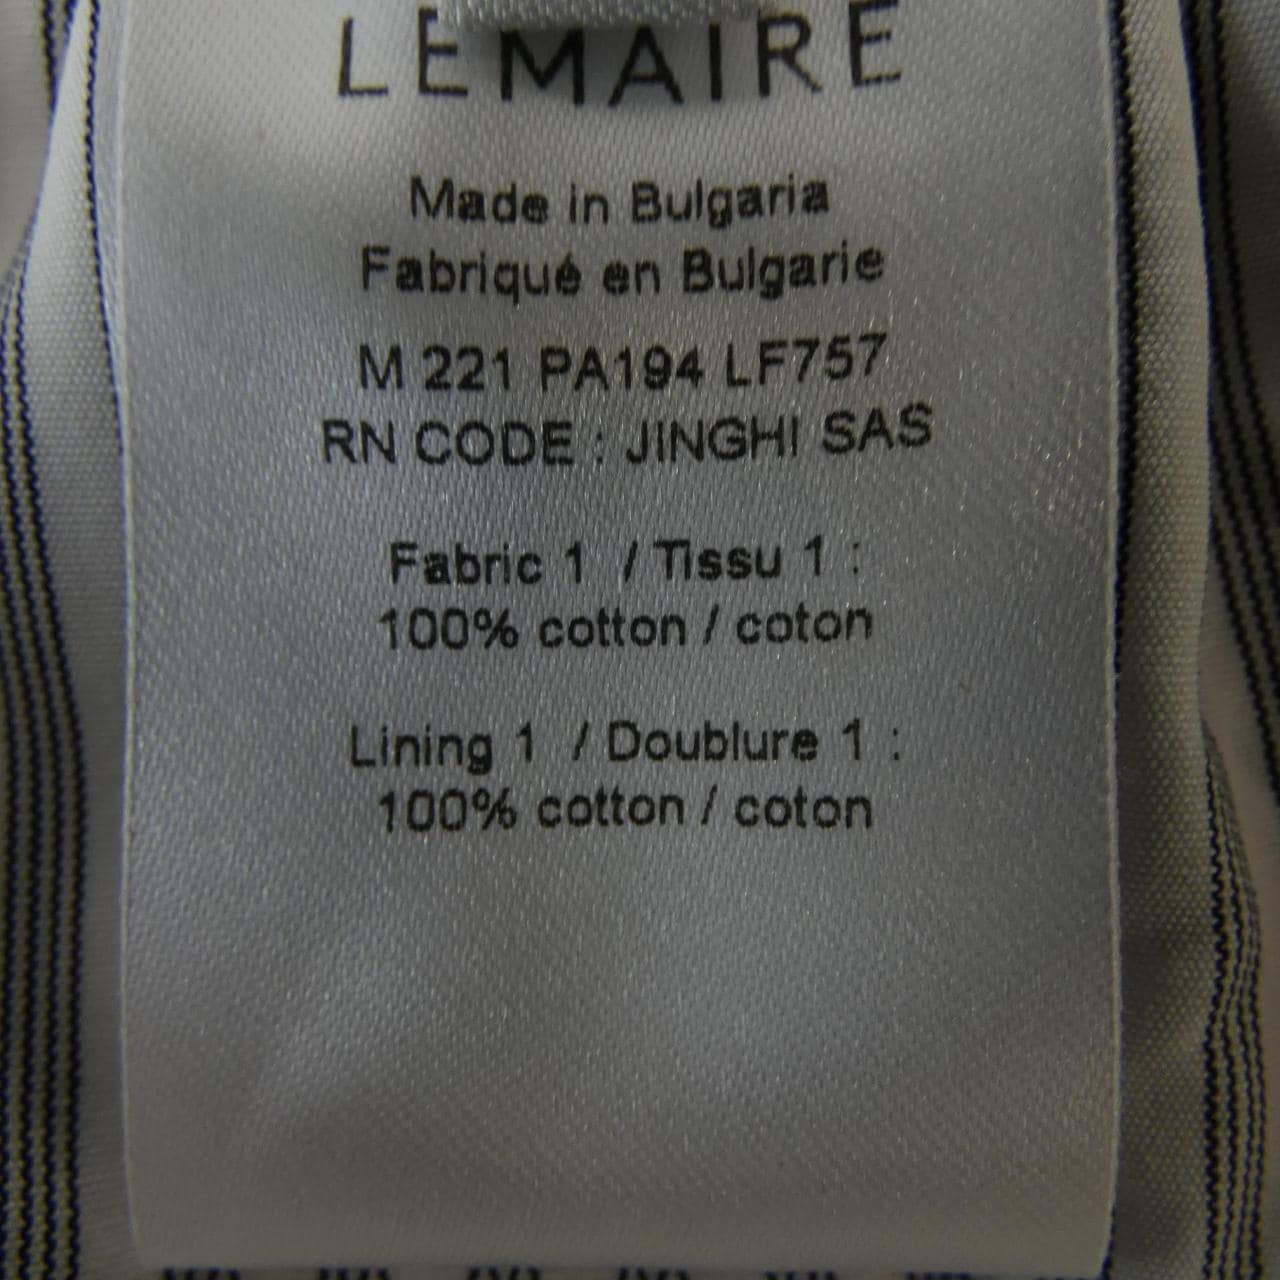 LEMAIRE
Made in Bulgaria
Fabriqué en Bulgarie
M 221 PA194 LF757
RN CODE : JINGHI SAS
Fabric 1 / Tissu 1 :
100% cotton / coton
Lining 1 / Doublure 1 :
100% cotton / coton